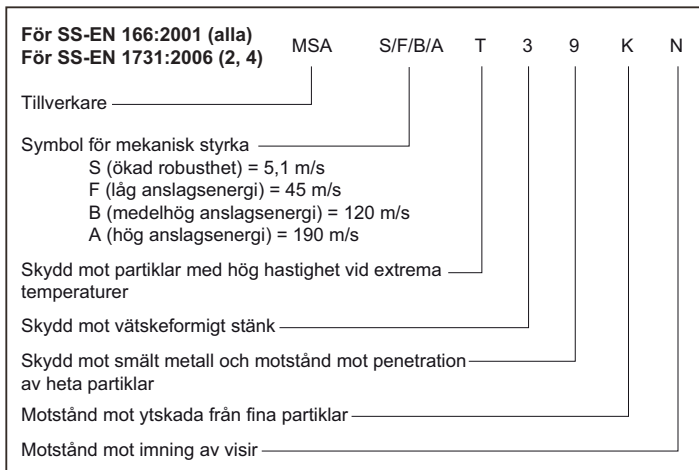 För SS-EN 166:2001 (alla)
För SS-EN 1731:2006 (2, 4)
MSA S/F/B/A T 3 9 K N
Tillverkare
Symbol för mekanisk styrka
S (ökad robusthet) = 5,1 m/s
F (låg anslagsenergi) = 45 m/s
B (medelhög anslagsenergi) = 120 m/s
A (hög anslagsenergi) = 190 m/s
Skydd mot partiklar med hög hastighet vid extrema
temperaturer
Skydd mot vätskeformigt stänk
Skydd mot smält metall och motstånd mot penetration
av heta partiklar
Motstånd mot ytskada från fina partiklar
Motstånd mot imning av visir